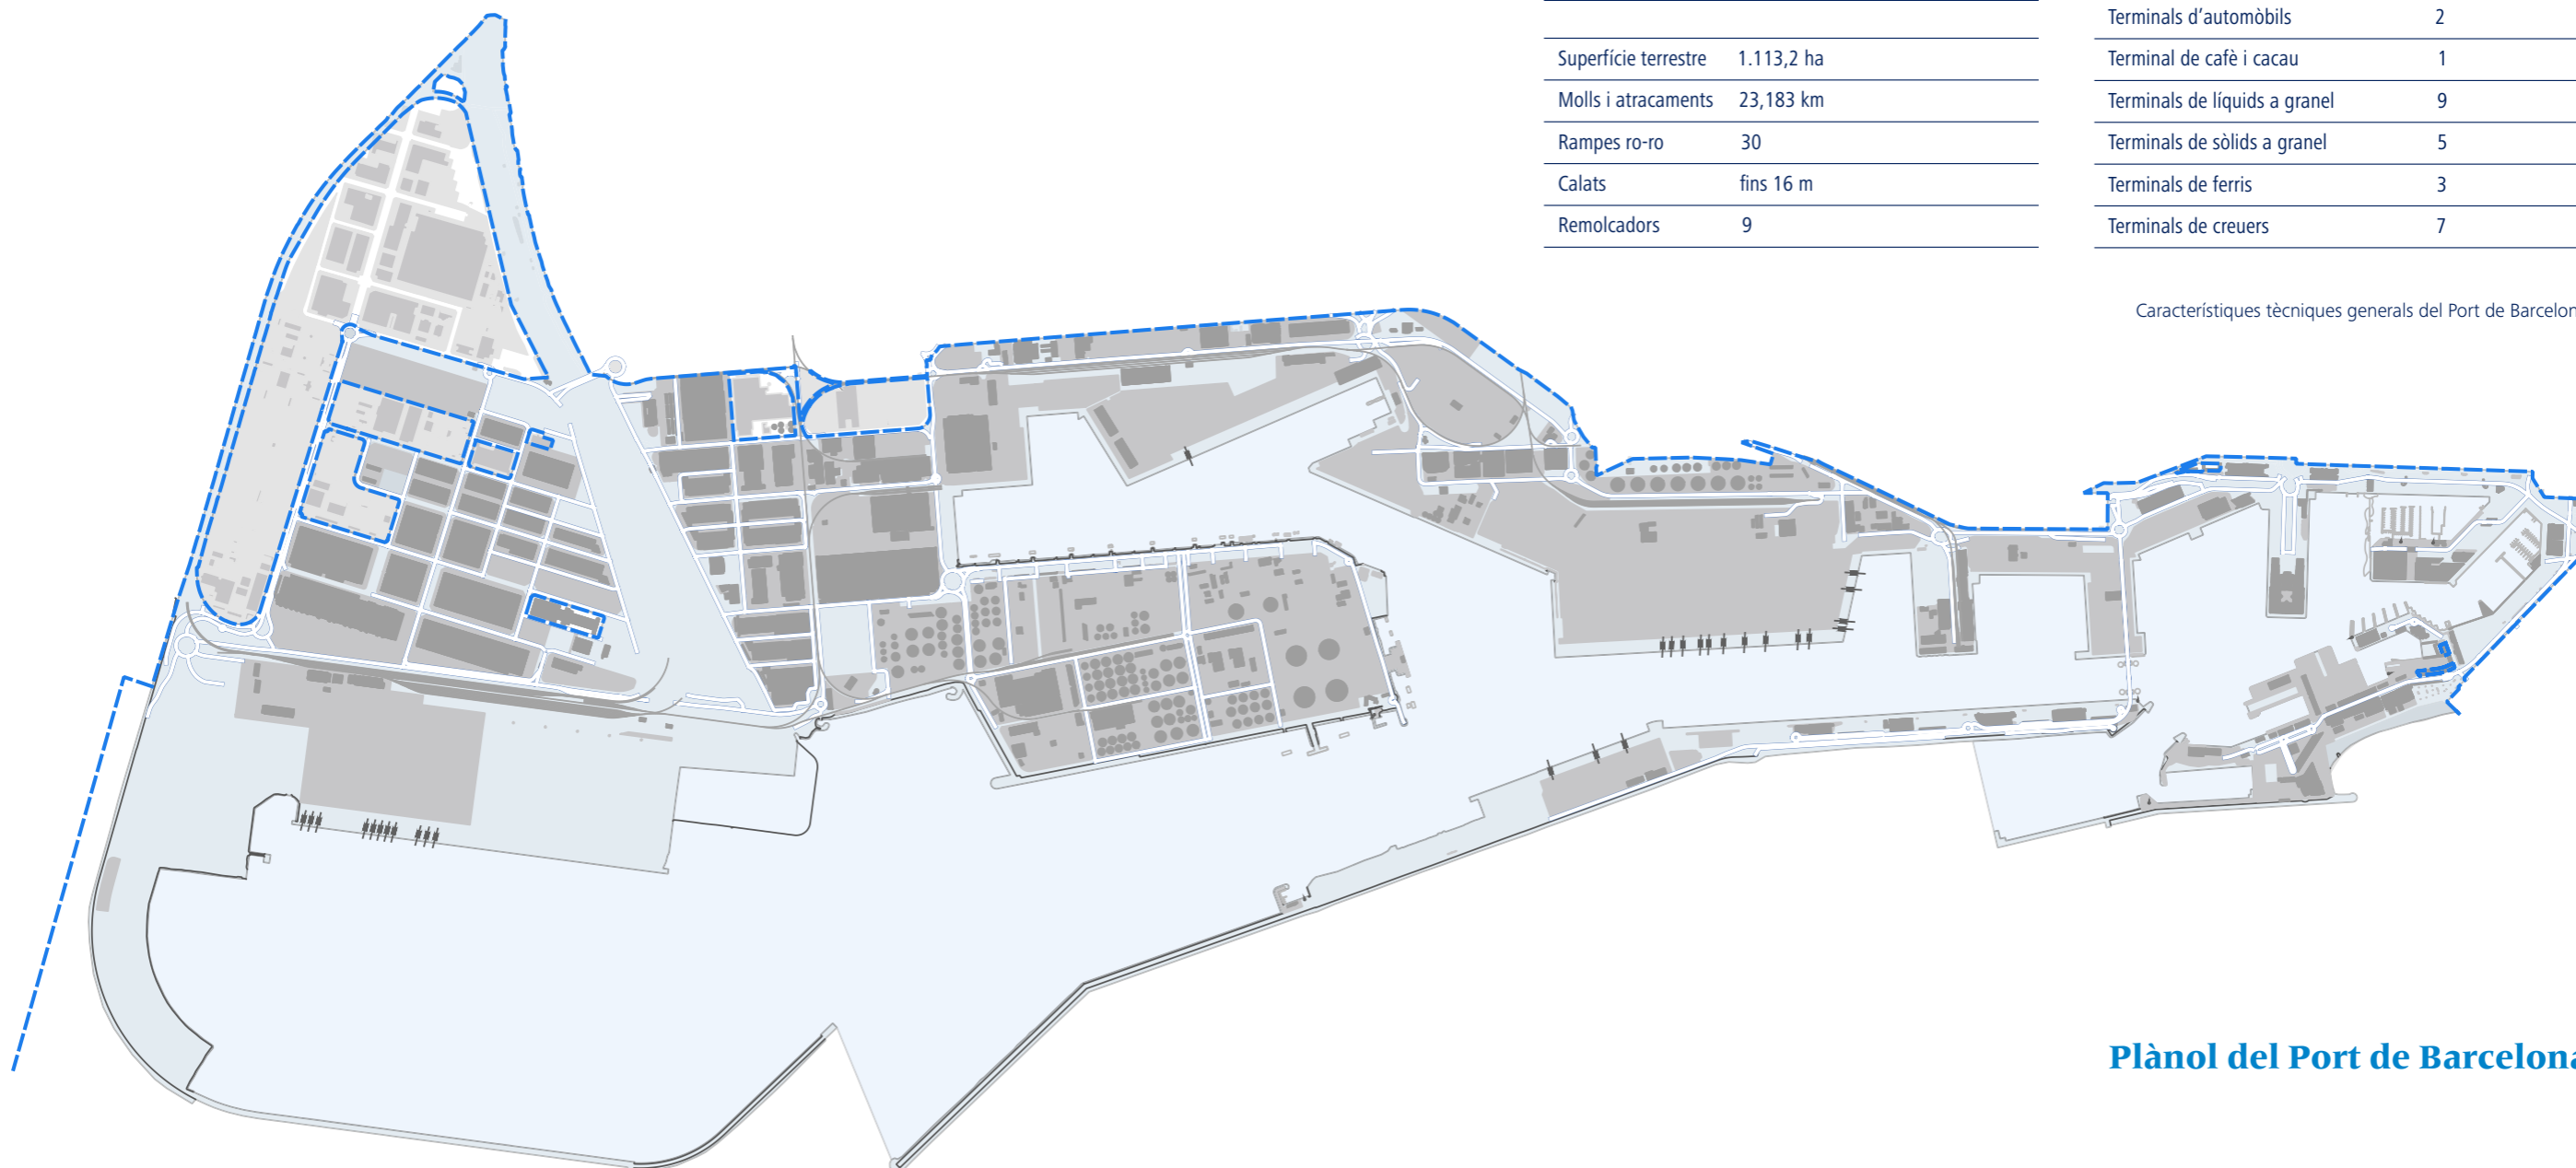 Superfície terrestre 1.113,2 ha
Molls i atracaments 23,183 km
Rampes ro-ro 30
Calats fins 16 m
Remolcadors 9
Terminals d’automòbils 2
Terminal de cafè i cacau 1
Terminals de líquids a granel 9
Terminals de sòlids a granel 5
Terminals de ferris 3
Terminals de creuers 7
Característiques tècniques generals del Port de Barcelon
Plànol del Port de Barcelona